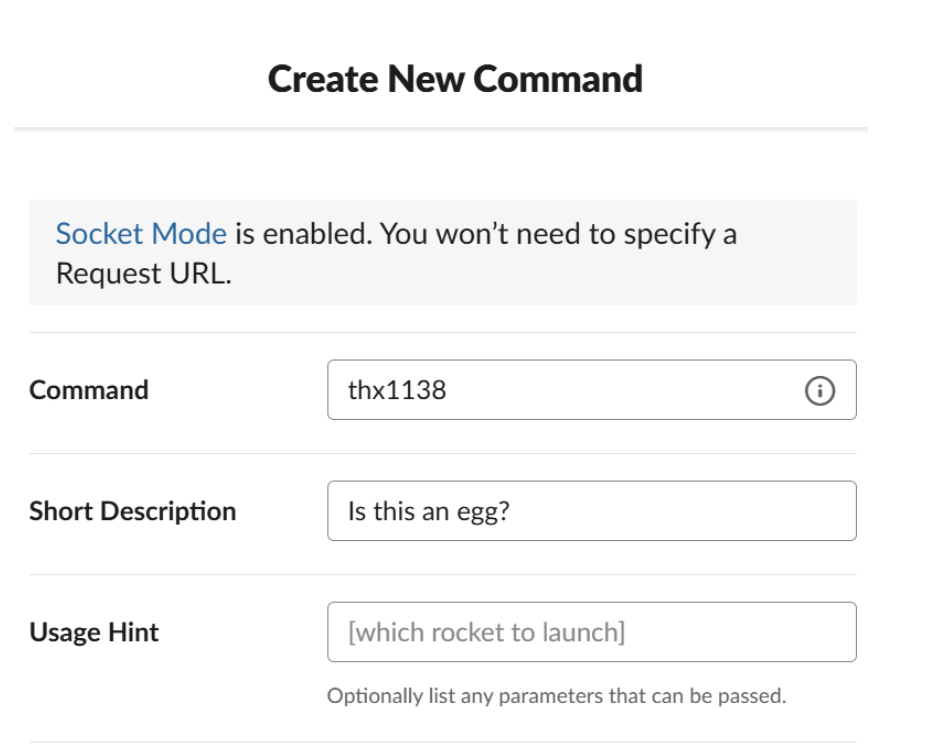 Create New Command
Socket Mode is enabled. You won’t need to specify a
Request URL.
Command
thx1138
Short Description
Is this an egg?
Usage Hint
[which rocket to launch]
Optionally list any parameters that can be passed.